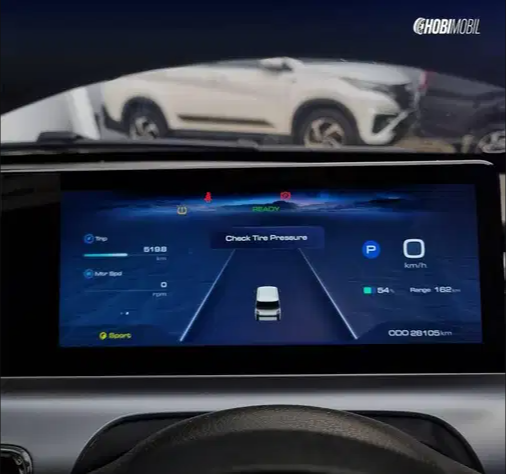 HOBIMOBIL
READY
Check Tire Pressure
Trip
519.8
km
Mtr Spd
0
rpm
P
0
km/h
54%
Range 162km
Sport
ODO 28105km